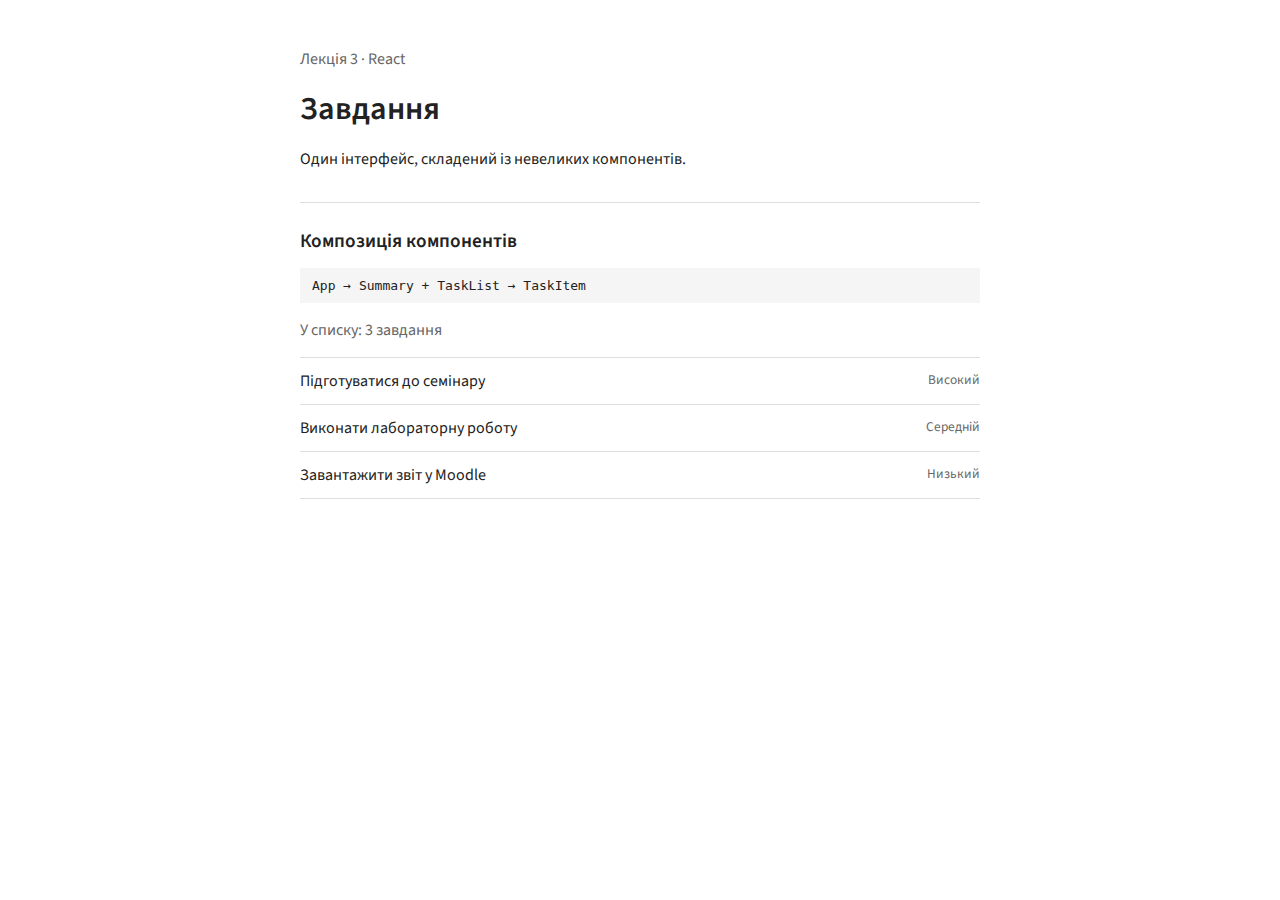 Лекція 3 · React
Завдання
Один інтерфейс, складений із невеликих компонентів.
Композиція компонентів
App → Summary + TaskList → TaskItem
У списку: 3 завдання
Підготуватися до семінару Високий
Виконати лабораторну роботу Середній
Завантажити звіт у Moodle Низький